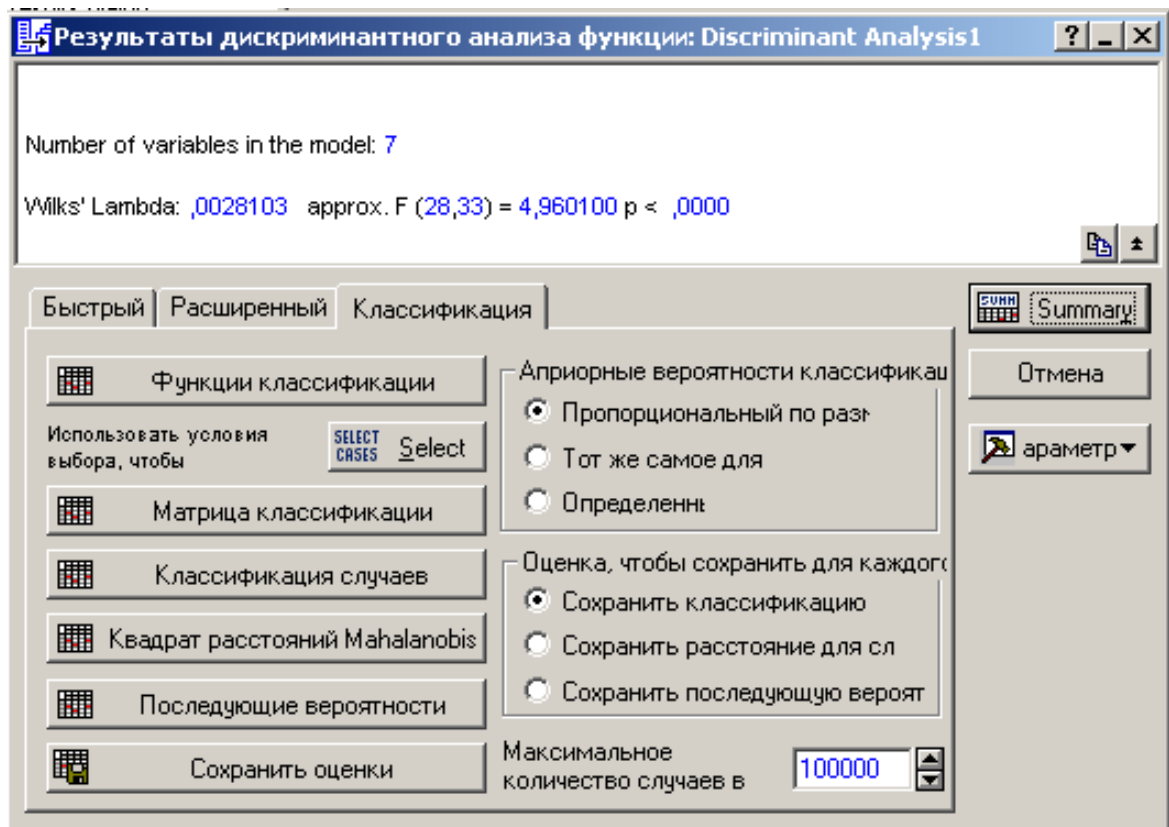 Результаты дискриминантного анализа функции: Discriminant Analysis1
Number of variables in the model: 7
Wilks' Lambda: ,0028103 approx. F (28,33) = 4,960100 p < ,0000
Быстрый
Расширенный
Классификация
Summary
Отмена
араметр
Функции классификации
Использовать условия
выбора, чтобы
SELECT
CASES
Select
Матрица классификации
Классификация случаев
Квадрат расстояний Mahalanobis
Последующие вероятности
Сохранить оценки
Априорные вероятности классификац
Пропорциональный по разм
Тот же самое для
Определенны
Оценка, чтобы сохранить для каждого
Сохранить классификацию
Сохранить расстояние для сл
Сохранить последующую вероят
Максимальное
количество случаев в
100000